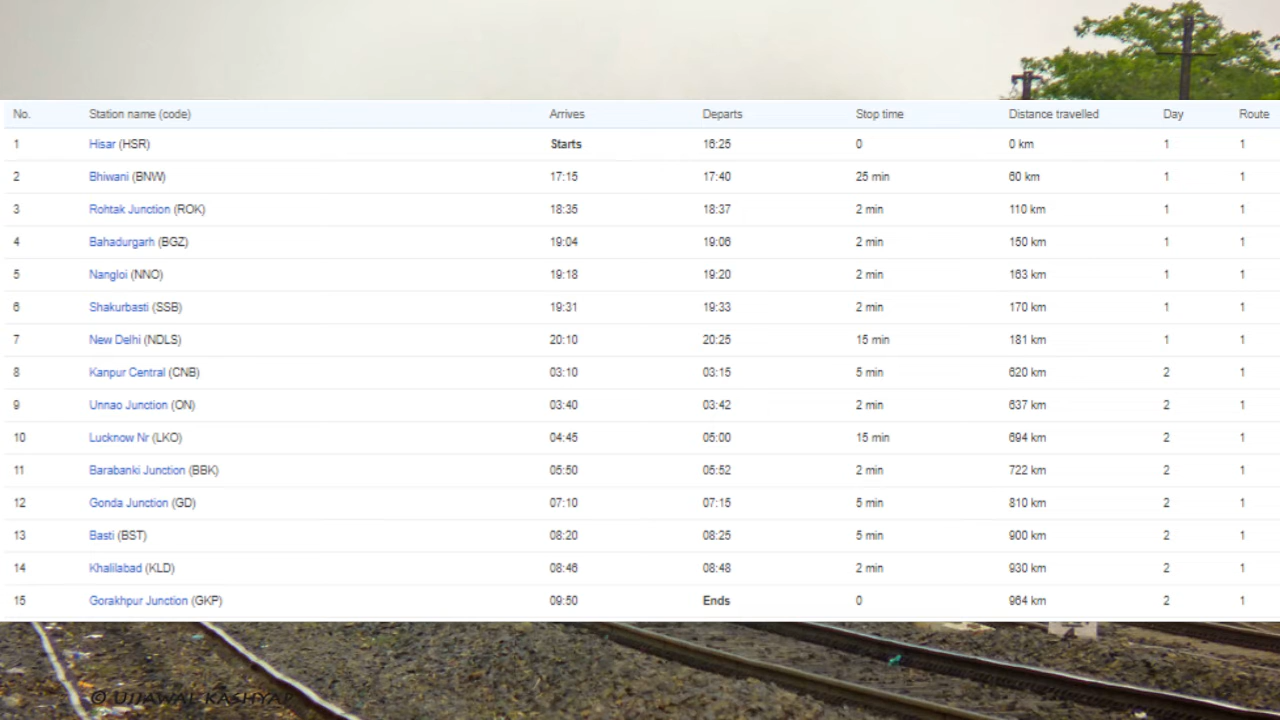 No. Station name (code) Arrives Departs Stop time Distance travelled Day Route
1 Hisar (HSR) Starts 16:25 0 0 km 1 1
2 Bhiwani (BNW) 17:15 17:40 25 min 60 km 1 1
3 Rohtak Junction (ROK) 18:35 18:37 2 min 110 km 1 1
4 Bahadurgarh (BGZ) 19:04 19:06 2 min 150 km 1 1
5 Nangloi (NNO) 19:18 19:20 2 min 163 km 1 1
6 Shakurbasti (SSB) 19:31 19:33 2 min 170 km 1 1
7 New Delhi (NDLS) 20:10 20:25 15 min 181 km 1 1
8 Kanpur Central (CNB) 03:10 03:15 5 min 620 km 2 1
9 Unnao Junction (ON) 03:40 03:42 2 min 637 km 2 1
10 Lucknow Nr (LKO) 04:45 05:00 15 min 694 km 2 1
11 Barabanki Junction (BBK) 05:50 05:52 2 min 722 km 2 1
12 Gonda Junction (GD) 07:10 07:15 5 min 810 km 2 1
13 Basti (BST) 08:20 08:25 5 min 900 km 2 1
14 Khalilabad (KLD) 08:46 08:48 2 min 930 km 2 1
15 Gorakhpur Junction (GKP) 09:50 Ends 0 964 km 2 1
© UJJAWAL KASHYAP